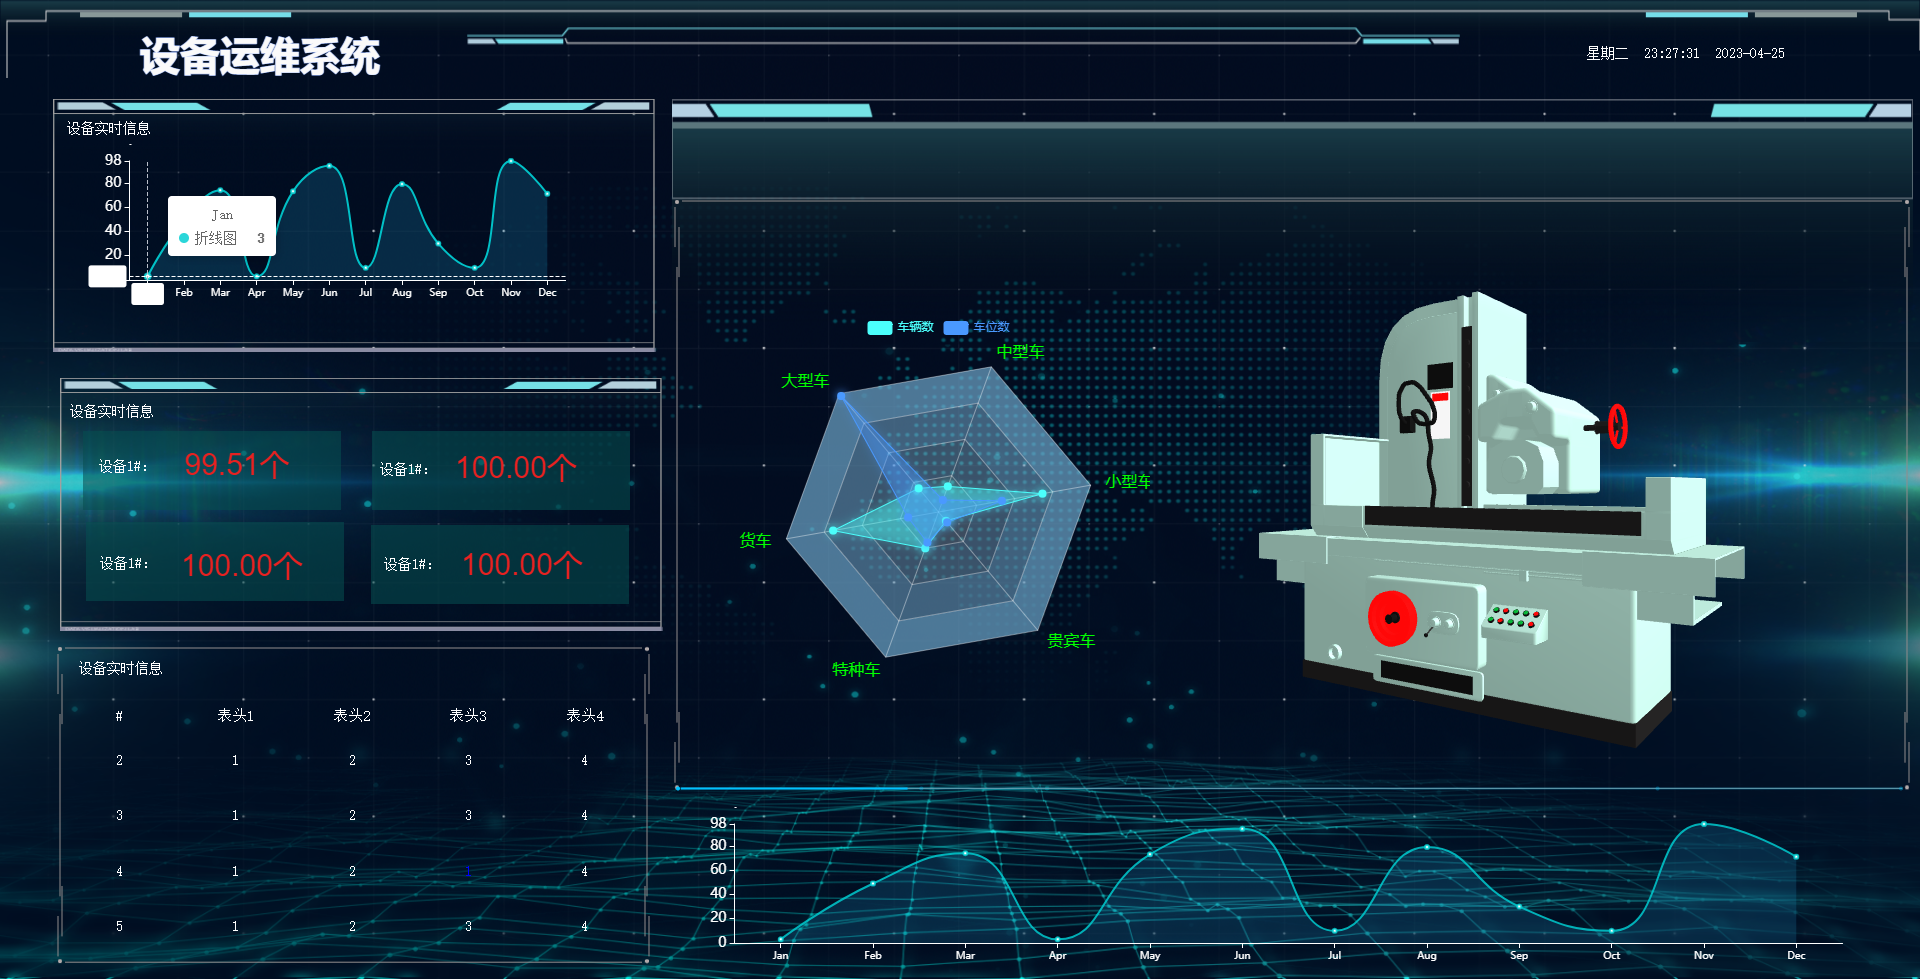 设备运维系统
星期二 23:27:31 2023-04-25
设备实时信息
98
80
60
40
20
Jan
折线图 3
Feb Mar Apr May Jun Jul Aug Sep Oct Nov Dec
设备实时信息
设备1#: 99.51个
设备1#: 100.00个
设备1#: 100.00个
设备1#: 100.00个
设备实时信息
# 表头1 表头2 表头3 表头4
2 1 2 3 4
3 1 2 3 4
4 1 2 4
5 1 2 3 4
车辆数 车位数
中型车
大型车
小型车
货车
贵宾车
特种车
98
80
60
40
20
0
Jan Feb Mar Apr May Jun Jul Aug Sep Oct Nov Dec